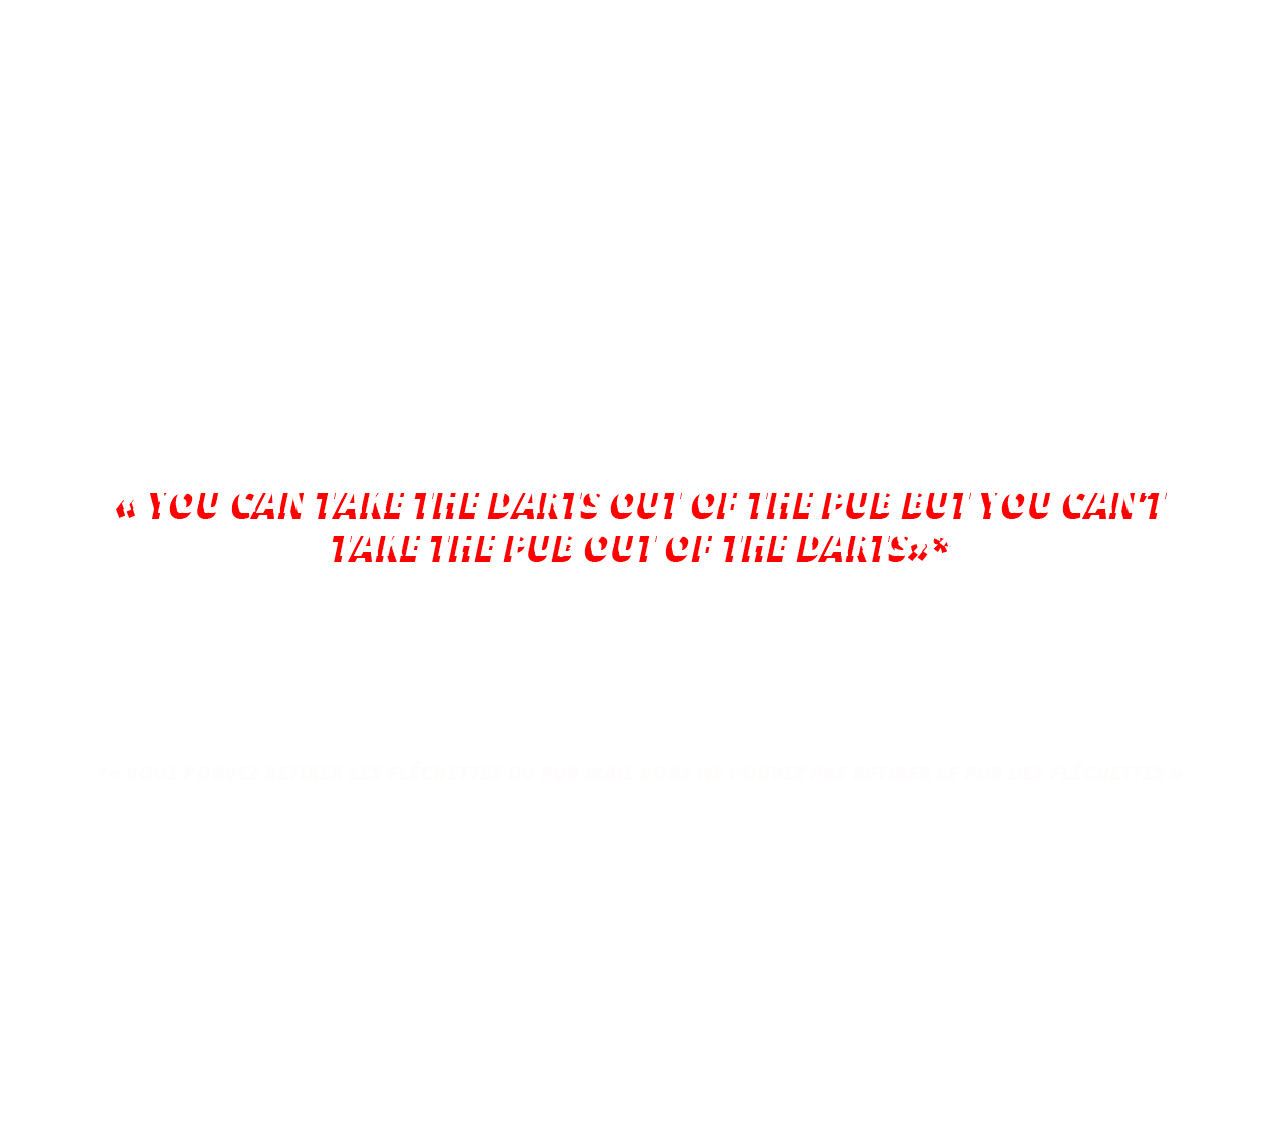 « YOU CAN TAKE THE DARTS OUT OF THE PUB BUT YOU CAN'T
TAKE THE PUB OUT OF THE DARTS»*
*« VOUS POUVEZ RETIRER LES FLÉCHETTES DU PUB MAIS VOUS NE POUVEZ PAS RETIRER LE PUB DES FLÉCHETTES »